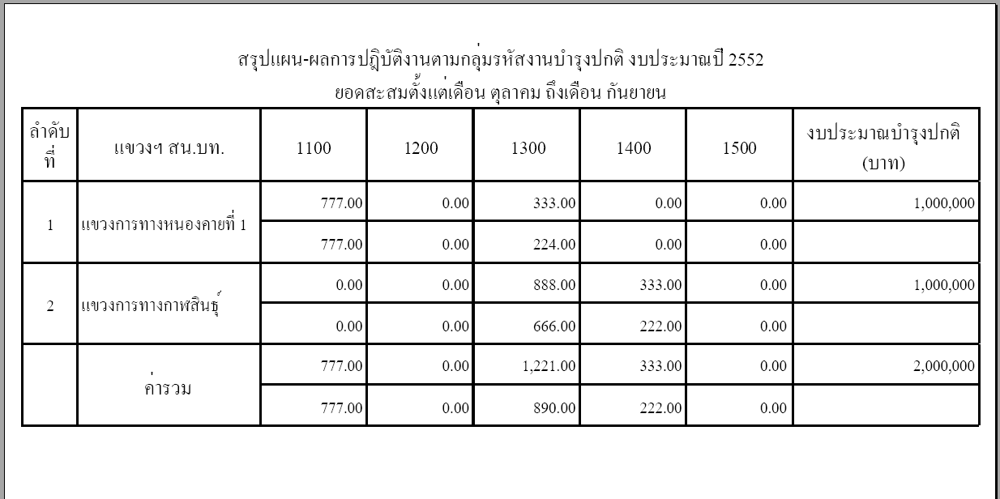 สรุปแผน-ผลการปฎิบัติงานตามกลุ่มรหัสงานบำรุงปกติ งบประมาณปี 2552
ยอดสะสมตั้งแต่เดือน ตุลาคม ถึงเดือน กันยายน
ลำดับที่ แขวงฯ สน.บท. 1100 1200 1300 1400 1500 งบประมาณบำรุงปกติ (บาท)
1 แขวงการทางหนองคายที่ 1 777.00 0.00 333.00 0.00 0.00 1,000,000
777.00 0.00 224.00 0.00 0.00
2 แขวงการทางกาฬสินธุ์ 0.00 0.00 888.00 333.00 0.00 1,000,000
0.00 0.00 666.00 222.00 0.00
ค่ารวม 777.00 0.00 1,221.00 333.00 0.00 2,000,000
777.00 0.00 890.00 222.00 0.00